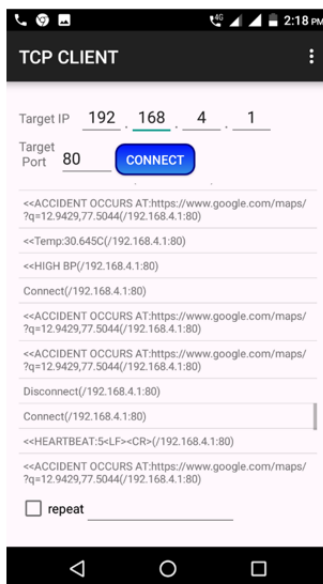 4G 2:18 PM
TCP CLIENT
Target IP 192 . 168 . 4 . 1
Target
Port 80 CONNECT
<<ACCIDENT OCCURS AT:https://www.google.com/maps/
?q=12.9429,77.5044(/192.168.4.1:80)
<<Temp:30.645C(/192.168.4.1:80)
<<HIGH BP(/192.168.4.1:80)
Connect(/192.168.4.1:80)
<<ACCIDENT OCCURS AT:https://www.google.com/maps/
?q=12.9429,77.5044(/192.168.4.1:80)
<<ACCIDENT OCCURS AT:https://www.google.com/maps/
?q=12.9429,77.5044(/192.168.4.1:80)
Disconnect(/192.168.4.1:80)
Connect(/192.168.4.1:80)
<<HEARTBEAT:5<LF><CR>(/192.168.4.1:80)
<<ACCIDENT OCCURS AT:https://www.google.com/maps/
?q=12.9429,77.5044(/192.168.4.1:80)
repeat